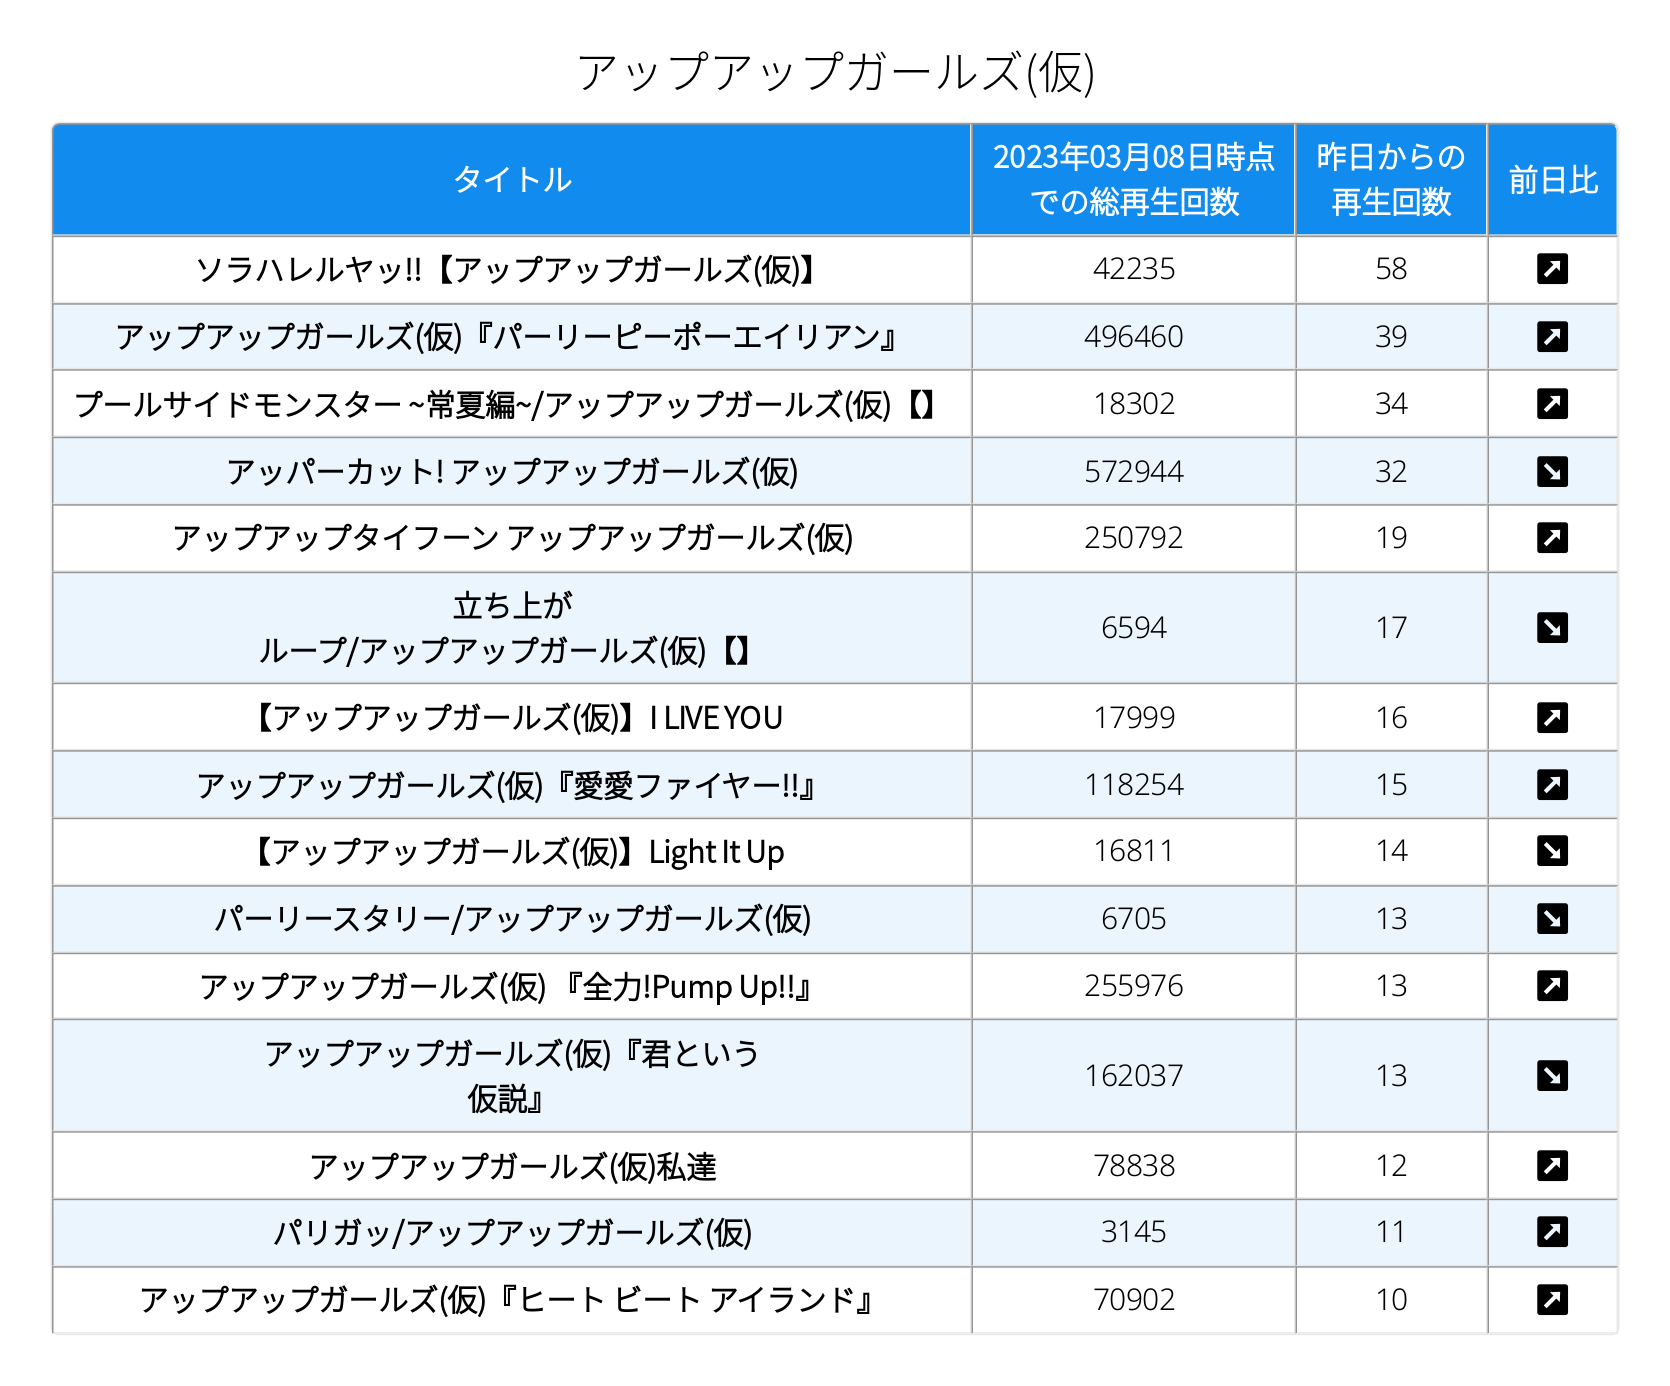 アップアップガールズ(仮)
タイトル
2023年03月08日時点
での総再生回数
昨日からの
再生回数
前日比
ソラハレルヤッ!!【アップアップガールズ(仮)】
42235
58
アップアップガールズ(仮)『パーリーピーポーエイリアン』
496460
39
プールサイドモンスター ~常夏編~/アップアップガールズ(仮)【】
18302
34
アッパーカット! アップアップガールズ(仮)
572944
32
アップアップタイフーン アップアップガールズ(仮)
250792
19
立ち上が
ループ/アップアップガールズ(仮)【】
6594
17
【アップアップガールズ(仮)】I LIVE YOU
17999
16
アップアップガールズ(仮)『愛愛ファイヤー!!』
118254
15
【アップアップガールズ(仮)】Light It Up
16811
14
パーリースタリー/アップアップガールズ(仮)
6705
13
アップアップガールズ(仮) 『全力!Pump Up!!』
255976
13
アップアップガールズ(仮)『君という
仮説』
162037
13
アップアップガールズ(仮)私達
78838
12
パリガッ/アップアップガールズ(仮)
3145
11
アップアップガールズ(仮)『ヒート ビート アイランド』
70902
10